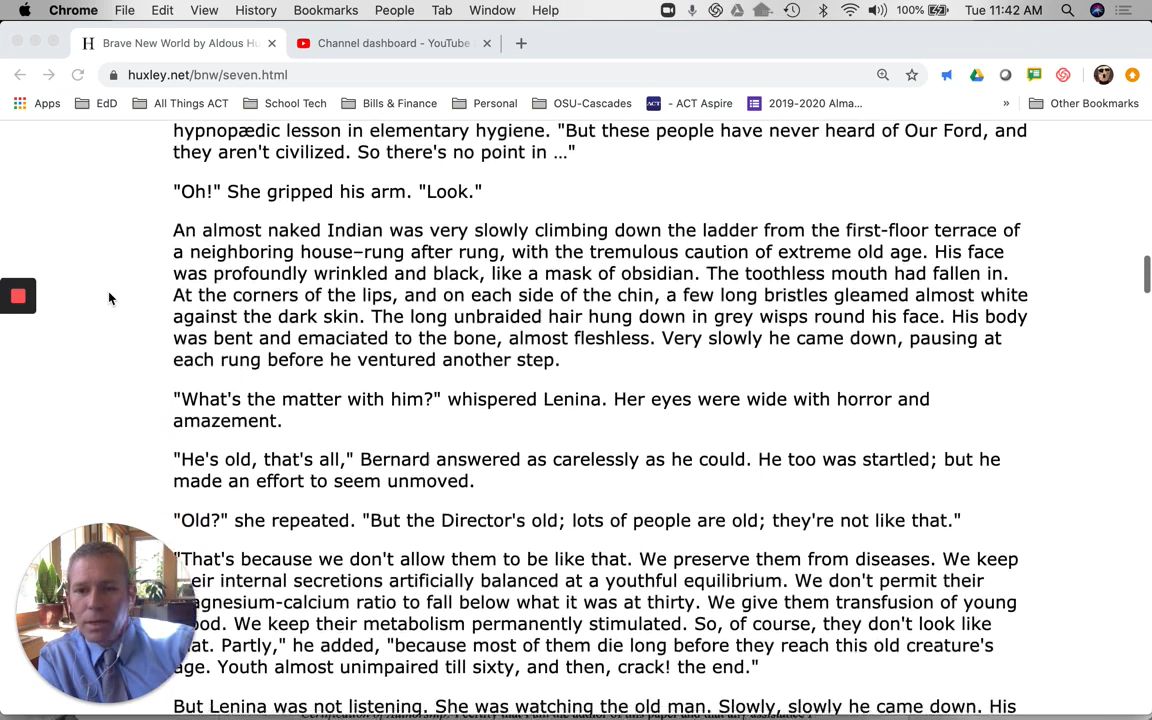 Chrome File Edit View History Bookmarks People Tab Window Help 100% Tue 11:42 AM
H Brave New World by Aldous Hu Channel dashboard - YouTube
huxley.net/bnw/seven.html
Apps EdD All Things ACT School Tech Bills & Finance Personal OSU-Cascades ACT - ACT Aspire 2019-2020 Alma... » Other Bookmarks
hypnopædic lesson in elementary hygiene. "But these people have never heard of Our Ford, and
they aren't civilized. So there's no point in …"
"Oh!" She gripped his arm. "Look."
An almost naked Indian was very slowly climbing down the ladder from the first-floor terrace of
a neighboring house–rung after rung, with the tremulous caution of extreme old age. His face
was profoundly wrinkled and black, like a mask of obsidian. The toothless mouth had fallen in.
At the corners of the lips, and on each side of the chin, a few long bristles gleamed almost white
against the dark skin. The long unbraided hair hung down in grey wisps round his face. His body
was bent and emaciated to the bone, almost fleshless. Very slowly he came down, pausing at
each rung before he ventured another step.
"What's the matter with him?" whispered Lenina. Her eyes were wide with horror and
amazement.
"He's old, that's all," Bernard answered as carelessly as he could. He too was startled; but he
made an effort to seem unmoved.
"Old?" she repeated. "But the Director's old; lots of people are old; they're not like that."
"That's because we don't allow them to be like that. We preserve them from diseases. We keep
eir internal secretions artificially balanced at a youthful equilibrium. We don't permit their
agnesium-calcium ratio to fall below what it was at thirty. We give them transfusion of young
ood. We keep their metabolism permanently stimulated. So, of course, they don't look like
at. Partly," he added, "because most of them die long before they reach this old creature's
age. Youth almost unimpaired till sixty, and then, crack! the end."
But Lenina was not listening. She was watching the old man. Slowly, slowly he came down. His